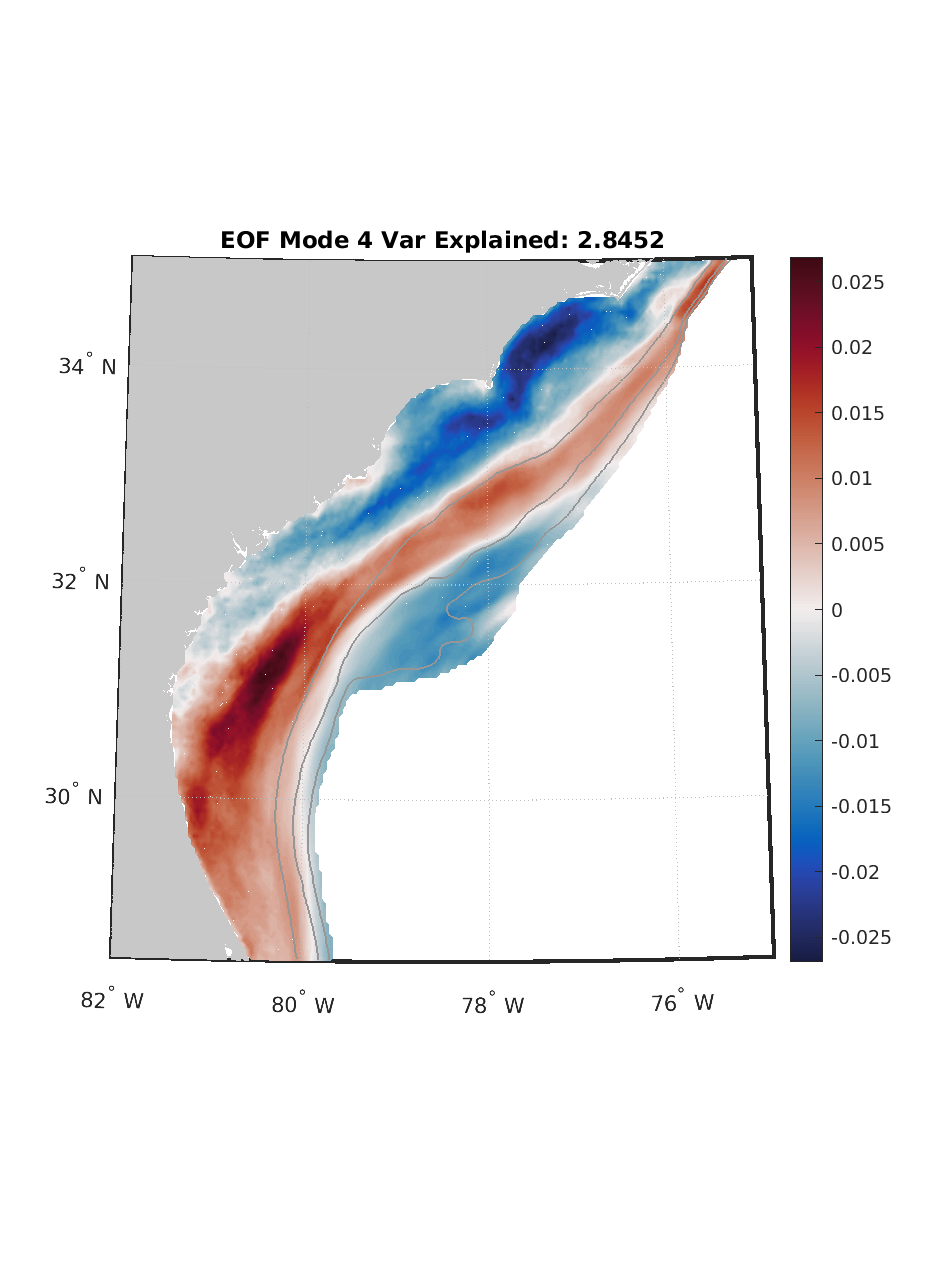 EOF Mode 4 Var Explained: 2.8452
34° N
32° N
30° N
82° W
80° W
78° W
76° W
0.025
0.02
0.015
0.01
0.005
0
-0.005
-0.01
-0.015
-0.02
-0.025